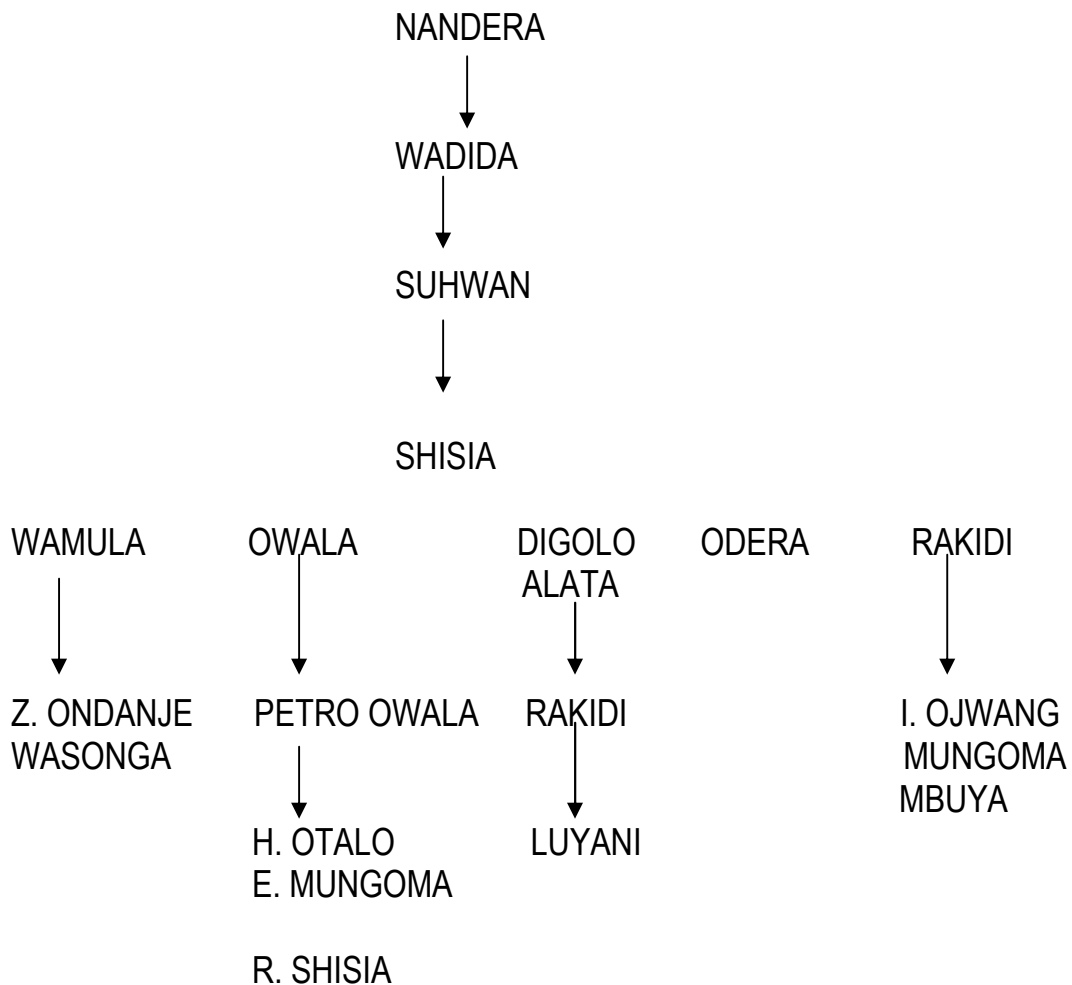 NANDERA
WADIDA
SUHWAN
SHISIA
WAMULA OWALA DIGOLO ODERA RAKIDI
ALATA
Z. ONDANJE PETRO OWALA RAKIDI I. OJWANG
WASONGA MUNGOMA
MBUYA
H. OTALO LUYANI
E. MUNGOMA
R. SHISIA